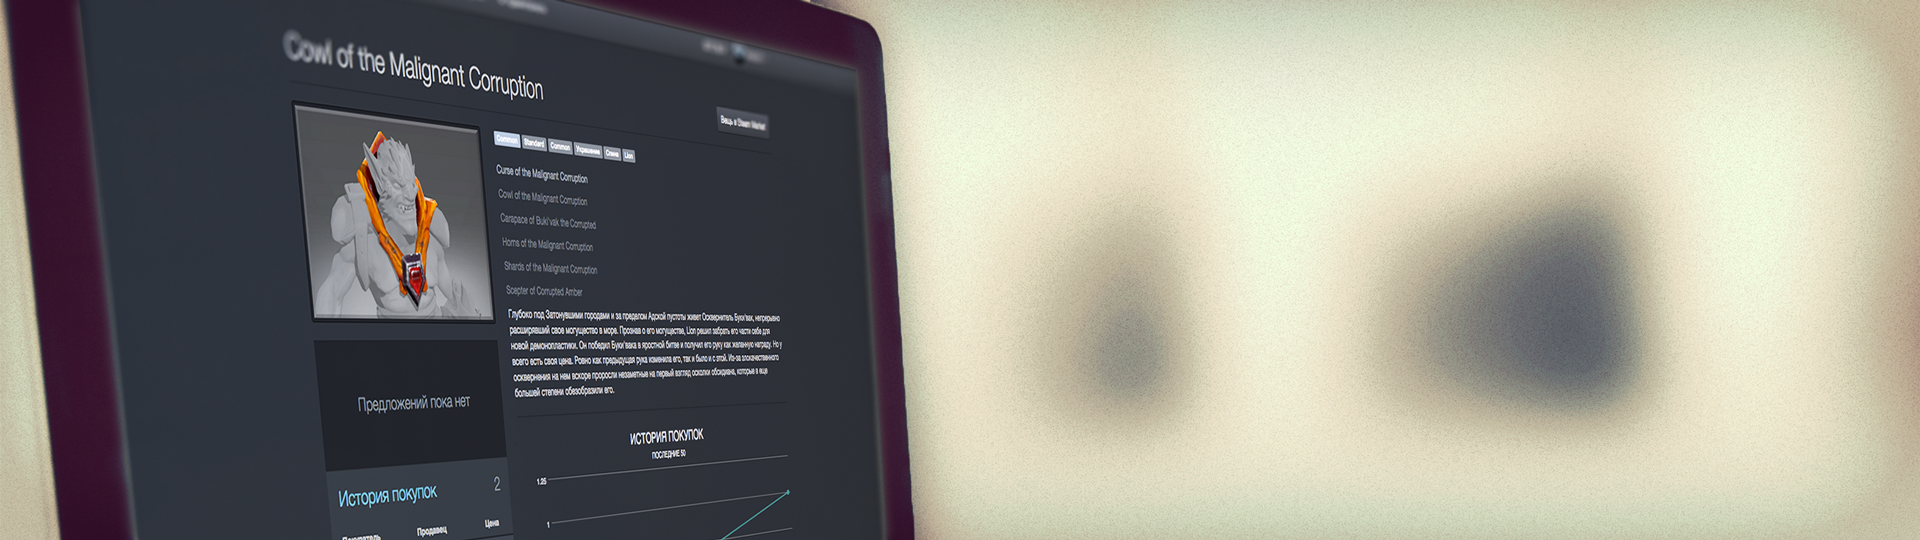 Cowl of the Malignant Corruption
Вещь в Steam Market
Common Standard Common Украшение Спина Lion
Curse of the Malignant Corruption
Cowl of the Malignant Corruption
Carapace of Buki'vak the Corrupted
Horns of the Malignant Corruption
Shards of the Malignant Corruption
Scepter of Corrupted Amber
Глубоко под Затонувшими городами и за пределом Адской пустоты живет Осквернитель Буки'вак, непрерывно
расширявший свое могущество в море. Прознав о его могуществе, Lion решил забрать его части себе для
новой демонопластики. Он победил Буки'вака в яростной битве и получил его руку как желанную награду. Но у
всего есть своя цена. Ровно как предыдущая рука изменила его, так и было и с этой. Из-за злокачественного
осквернения на нем вскоре проросли незаметные на первый взгляд осколки обсидиана, которые в еще
большей степени обезобразили его.
Предложений пока нет
История покупок 2
Покупатель Продавец Цена
ИСТОРИЯ ПОКУПОК
ПОСЛЕДНИЕ 50
1.25
1